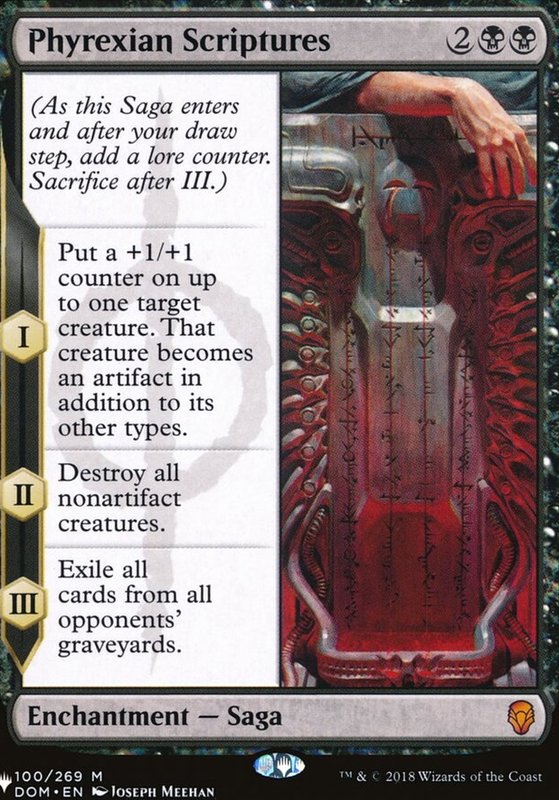 Phyrexian Scriptures 2
(As this Saga enters
and after your draw
step, add a lore counter.
Sacrifice after III.)
I
Put a +1/+1
counter on up
to one target
creature. That
creature becomes
an artifact in
addition to its
other types.
II
Destroy all
nonartifact
creatures.
III
Exile all
cards from all
opponents'
graveyards.
Enchantment — Saga
100/269 M
DOM • EN JOSEPH MEEHAN
™ & © 2018 Wizards of the Coast